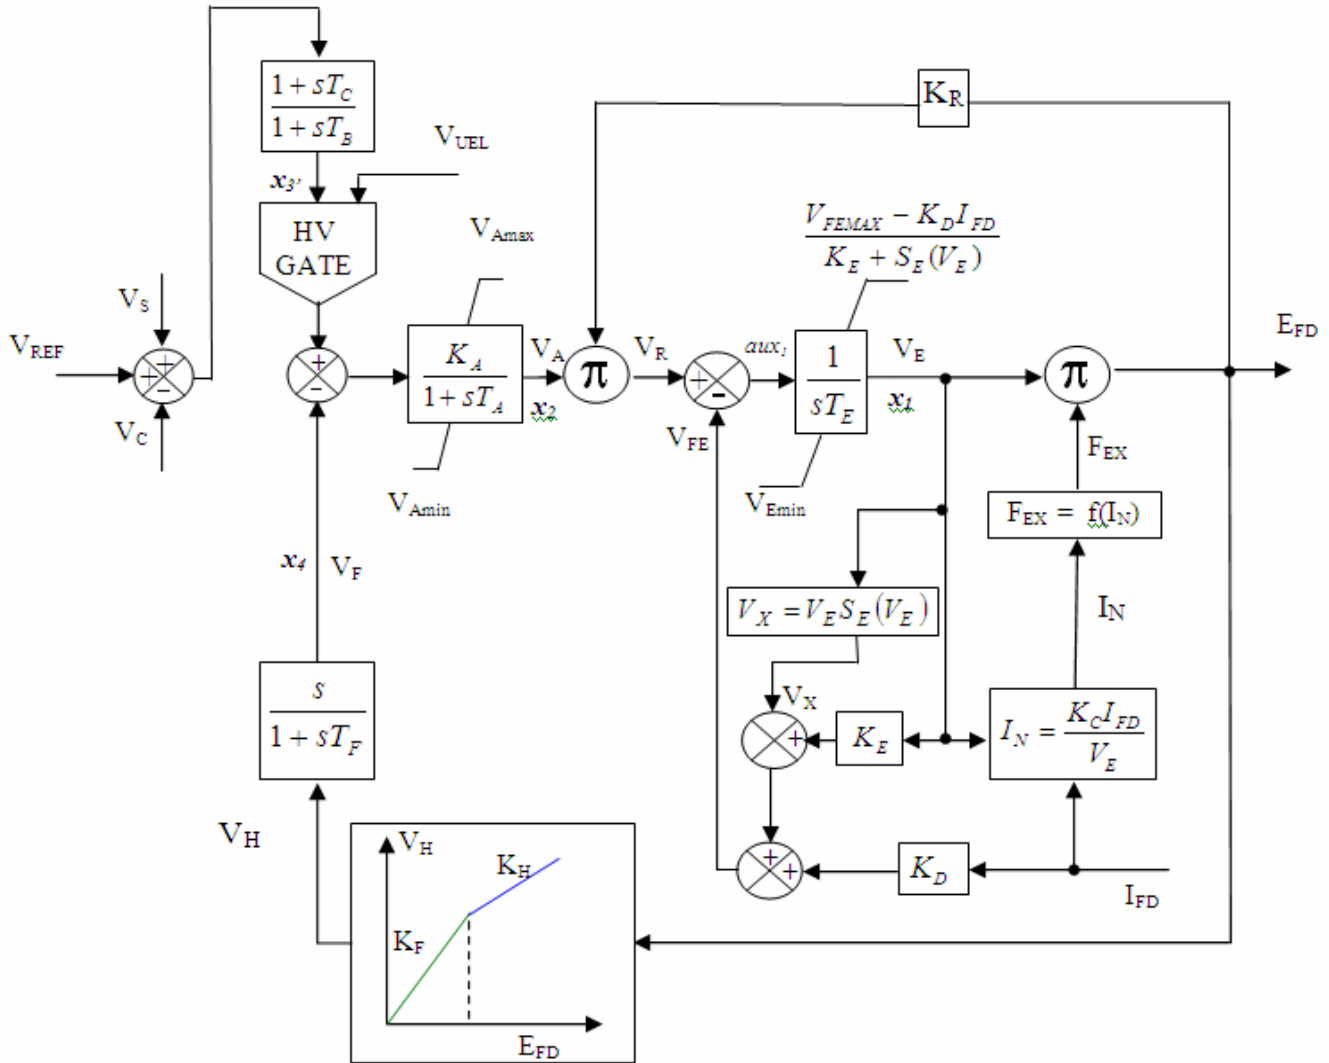 1 + sT_C
1 + sT_B
K_R
V_UEL
x_3'
HV
GATE
V_Amax
V_FEMAX − K_D I_FD
K_E + S_E(V_E)
V_S
V_REF
+
+
-
V_C
+
-
K_A
1 + sT_A
V_A
x_2
π
V_R
+
-
aux_1
1
sT_E
V_E
x_1
π
E_FD
V_FE
V_Amin
V_Emin
F_EX
F_EX = f(I_N)
x_4
V_F
V_X = V_E S_E(V_E)
I_N
s
1 + sT_F
V_X
+
K_E
I_N = K_C I_FD
V_E
V_H
V_H
K_H
K_F
E_FD
+
+
K_D
I_FD